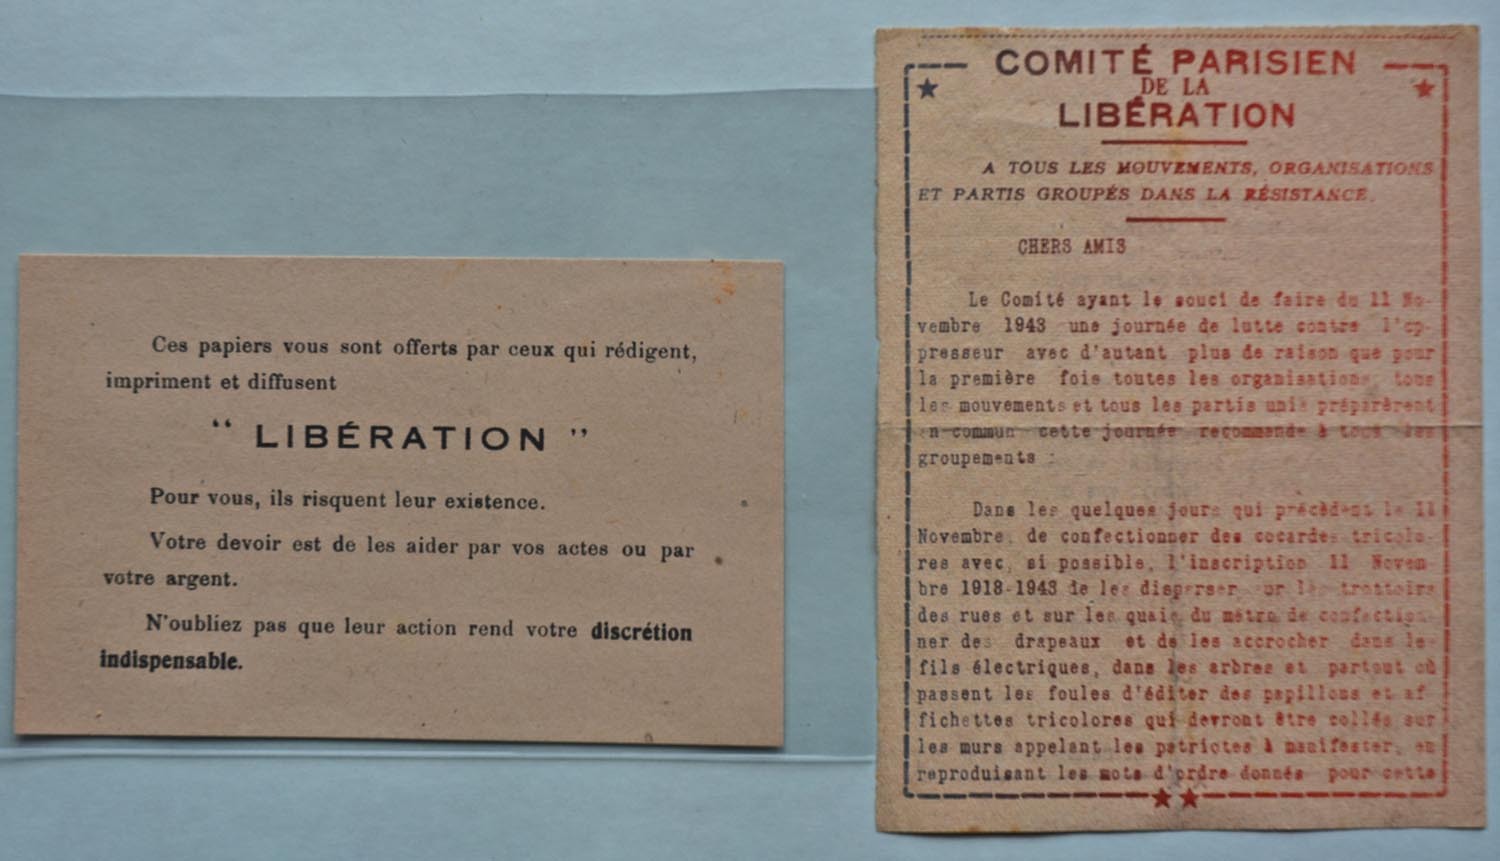 Ces papiers vous sont offerts par ceux qui rédigent,
impriment et diffusent
“ LIBÉRATION ”
Pour vous, ils risquent leur existence.
Votre devoir est de les aider par vos actes ou par
votre argent.
N'oubliez pas que leur action rend votre discrétion
indispensable.
COMITÉ PARISIEN
DE LA
LIBÉRATION
A TOUS LES MOUVEMENTS, ORGANISATIONS
ET PARTIS GROUPÉS DANS LA RÉSISTANCE.
CHERS AMIS
Le Comité ayant le souci de faire du 11 No-
vembre 1943 une journée de lutte contre l'op-
presseur avec d'autant plus de raison que pour
la première fois toutes les organisations, tous
les mouvements et tous les partis unis préparèrent
en commun cette journée recommande à tous les
groupements :
Dans les quelques jours qui précèdent le 11
Novembre, de confectionner des cocardes tricolo-
res avec, si possible, l'inscription 11 Novem-
bre 1918-1943 de les disperser sur les trottoirs
des rues et sur les quais du métro de confection-
ner des drapeaux et de les accrocher dans les
fils électriques, dans les arbres et partout où
passent les foules d'éditer des papillons et af
fichettes tricolores qui devront être collés sur
les murs appelant les patriotes à manifester, en
reproduisant les mots d'ordre donnés pour cette